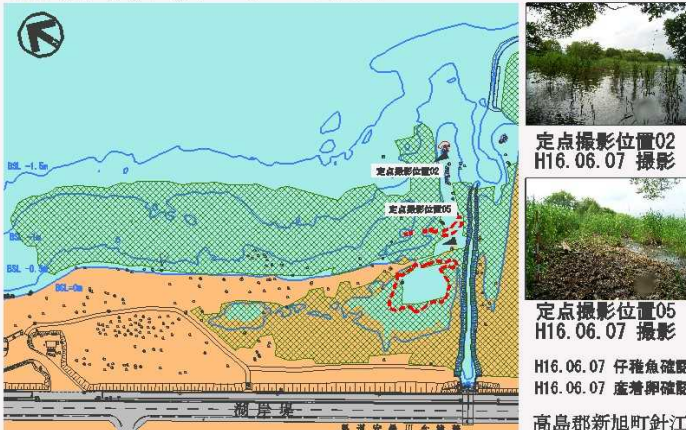 BSL -1.5m
定点撮影位置02
定点撮影位置05
BSL -1m
BSL -0.5m
BSL-0m
湖岸堤
定点撮影位置02
H16.06.07 撮影
定点撮影位置05
H16.06.07 撮影
H16.06.07 仔稚魚確認
H16.06.07 産着卵確認
高島郡新旭町針江